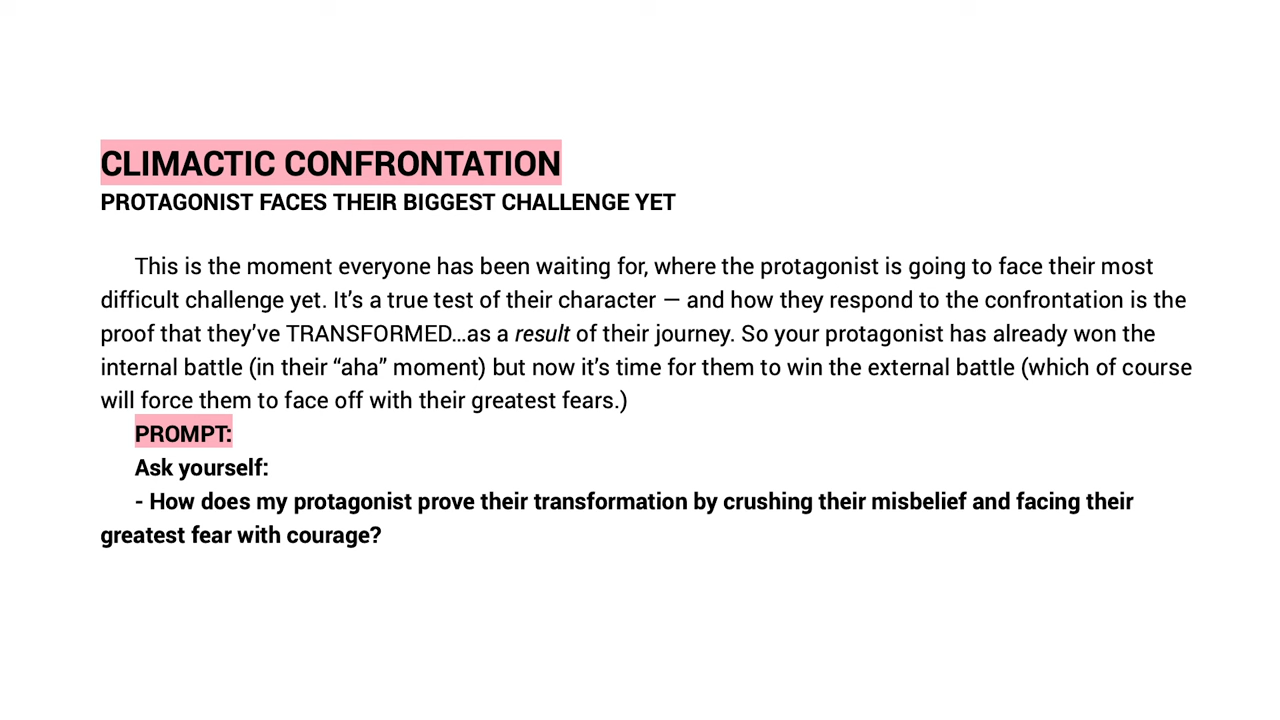 CLIMACTIC CONFRONTATION
PROTAGONIST FACES THEIR BIGGEST CHALLENGE YET
This is the moment everyone has been waiting for, where the protagonist is going to face their most
difficult challenge yet. It’s a true test of their character — and how they respond to the confrontation is the
proof that they’ve TRANSFORMED…as a result of their journey. So your protagonist has already won the
internal battle (in their “aha” moment) but now it’s time for them to win the external battle (which of course
will force them to face off with their greatest fears.)
PROMPT:
Ask yourself:
- How does my protagonist prove their transformation by crushing their misbelief and facing their
greatest fear with courage?